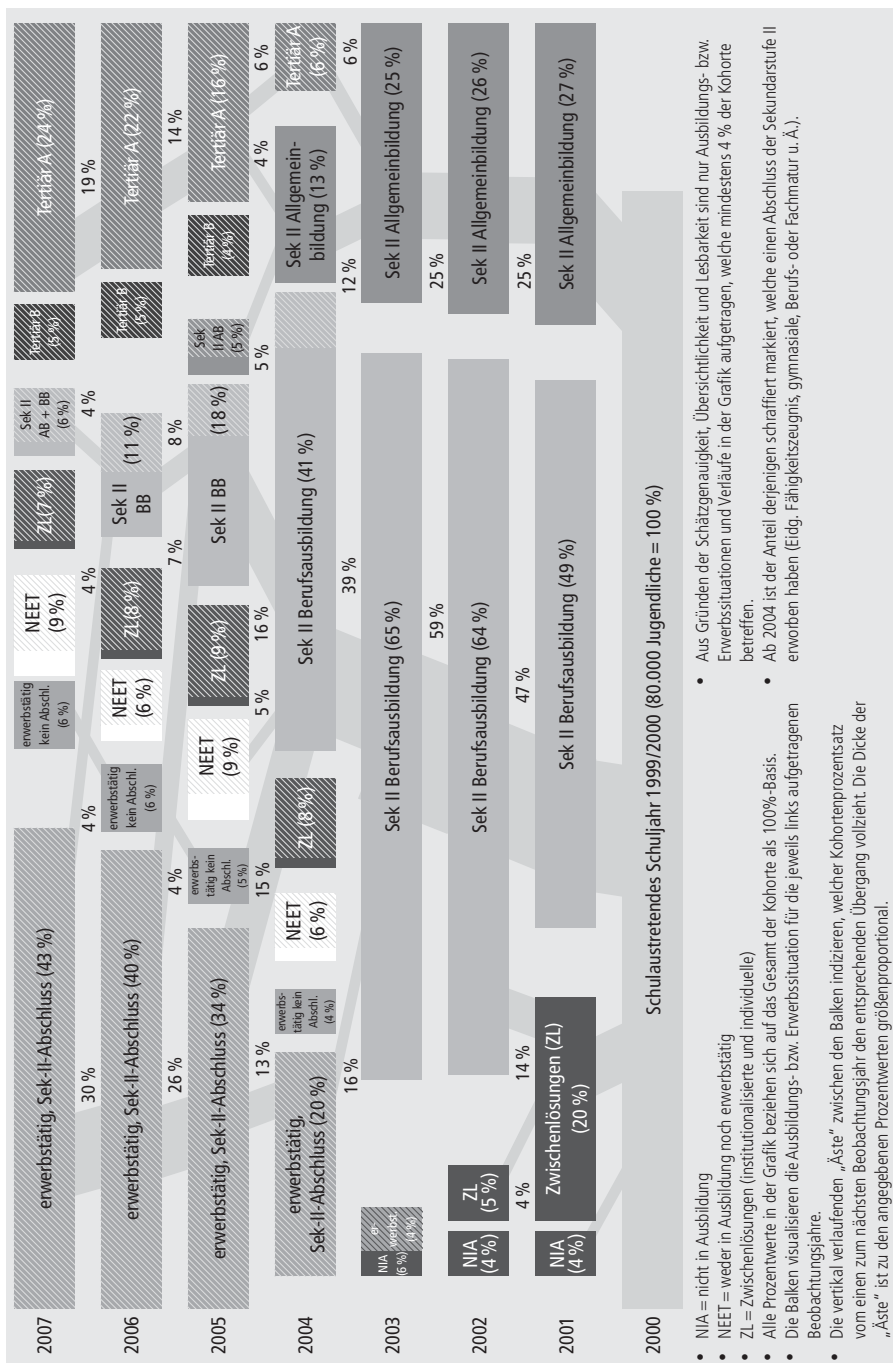 2007
erwerbstätig, Sek-II-Abschluss (43 %)
erwerbstätig
kein Abschl.
(6 %)
NEET
(9 %)
ZL(7 %)
Sek II
AB + BB
(6 %)
Tertiär B
(5 %)
Tertiär A (24 %)
30 %
4 %
4 %
4 %
19 %
2006
erwerbstätig, Sek-II-Abschluss (40 %)
erwerbstätig
kein Abschl.
(6 %)
NEET
(6 %)
ZL(8 %)
Sek II
BB
(11 %)
Tertiär B
(5 %)
Tertiär A (22 %)
26 %
4 %
7 %
8 %
14 %
2005
erwerbstätig, Sek-II-Abschluss (34 %)
erwerbs-
tätig kein
Abschl.
(5 %)
NEET
(9 %)
ZL(9 %)
Sek II BB
(18 %)
Sek
II AB
(5 %)
Tertiär B
(4 %)
Tertiär A (16 %)
13 %
15 %
5 %
16 %
5 %
4 %
6 %
2004
erwerbstätig,
Sek-II-Abschluss (20 %)
erwerbs-
tätig kein
Abschl.
(4 %)
NEET
(6 %)
ZL(8 %)
Sek II Berufsausbildung (41 %)
Sek II Allgemein-
bildung (13 %)
Tertiär A
(6 %)
16 %
39 %
12 %
6 %
2003
NIA
(6 %)
er-
werbst.
(4 %)
Sek II Berufsausbildung (65 %)
Sek II Allgemeinbildung (25 %)
59 %
25 %
2002
NIA
(4 %)
ZL
(5 %)
Sek II Berufsausbildung (64 %)
Sek II Allgemeinbildung (26 %)
4 %
14 %
47 %
25 %
2001
NIA
(4 %)
Zwischenlösungen (ZL)
(20 %)
Sek II Berufsausbildung (49 %)
Sek II Allgemeinbildung (27 %)
2000
Schulaustretendes Schuljahr 1999/2000 (80.000 Jugendliche = 100 %)
• NIA = nicht in Ausbildung
• NEET = weder in Ausbildung noch erwerbstätig
• ZL = Zwischenlösungen (institutionalisierte und individuelle)
• Alle Prozentwerte in der Grafik beziehen sich auf das Gesamt der Kohorte als 100%-Basis.
• Die Balken visualisieren die Ausbildungs- bzw. Erwerbssituation für die jeweils links aufgetragenen
Beobachtungsjahre.
• Die vertikal verlaufenden „Äste“ zwischen den Balken indizieren, welcher Kohortenprozentsatz
vom einen zum nächsten Beobachtungsjahr den entsprechenden Übergang vollzieht. Die Dicke der
„Äste“ ist zu den angegebenen Prozentwerten größenproportional.
• Aus Gründen der Schätzgenauigkeit, Übersichtlichkeit und Lesbarkeit sind nur Ausbildungs- bzw.
Erwerbssituationen und Verläufe in der Grafik aufgetragen, welche mindestens 4 % der Kohorte
betreffen.
• Ab 2004 ist der Anteil derjenigen schraffiert markiert, welche einen Abschluss der Sekundarstufe II
erworben haben (Eidg. Fähigkeitszeugnis, gymnasiale, Berufs- oder Fachmatur u. Ä.).